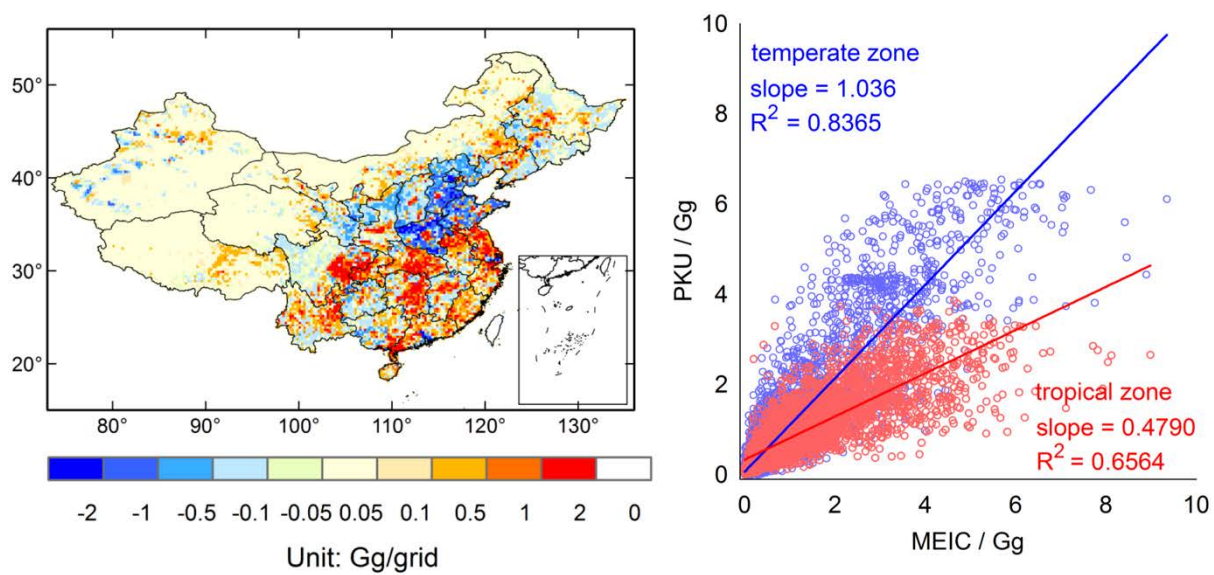 50°
40°
30°
20°
80° 90° 100° 110° 120° 130°
-2 -1 -0.5 -0.1 -0.05 0.05 0.1 0.5 1 2 0
Unit: Gg/grid
10
8
6
4
2
0
PKU / Gg
temperate zone
slope = 1.036
R² = 0.8365
tropical zone
slope = 0.4790
R² = 0.6564
0 2 4 6 8 10
MEIC / Gg